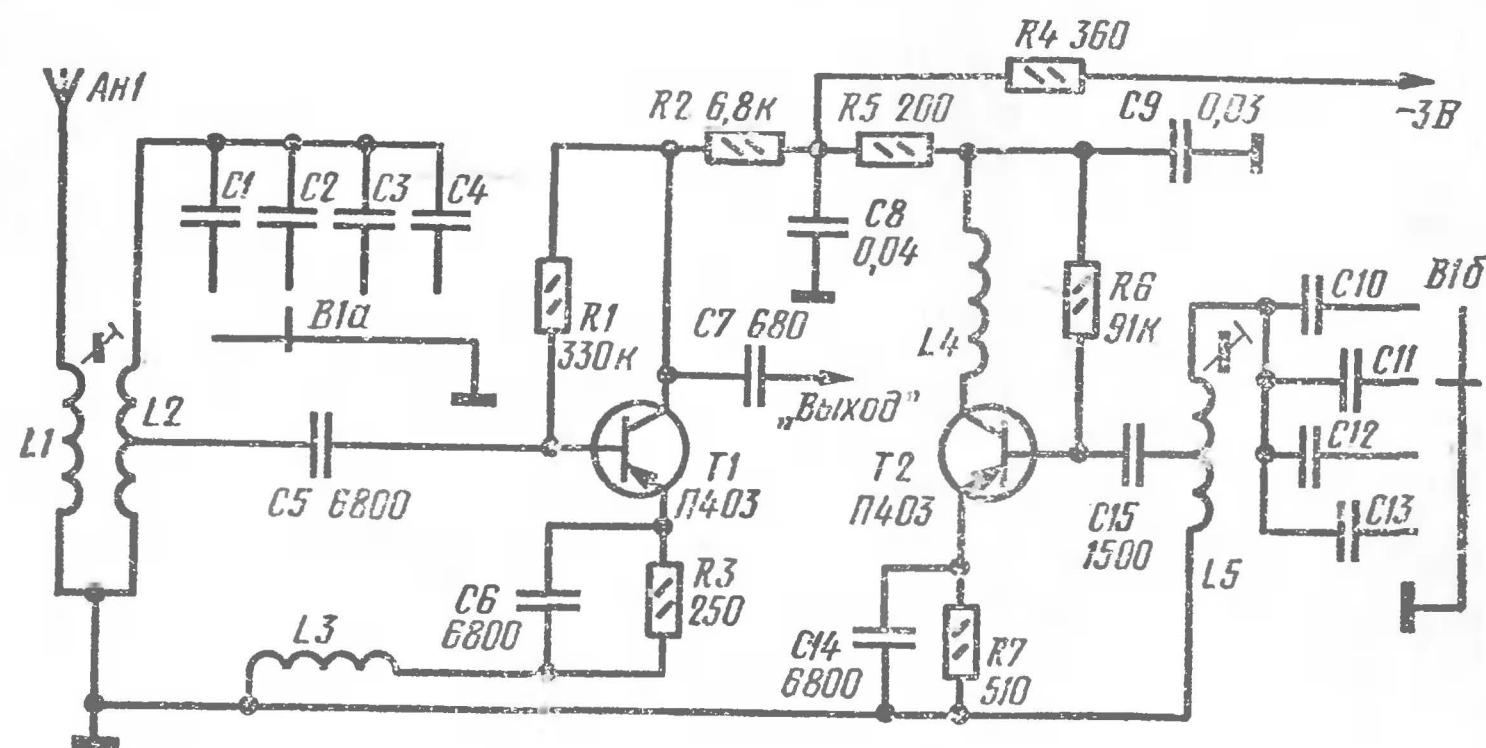 Ан1
C1
C2
C3
C4
B1а
L1
L2
C5 6800
R1
330к
R2 6,8к
R5 200
R4 360
C9
0,03
-3В
C8
0,04
C7 680
„Выход”
T1
П403
C6
6800
R3
250
L3
L4
R6
91к
T2
П403
C14
6800
R7
510
C15
1500
L5
C10
C11
C12
C13
B1б